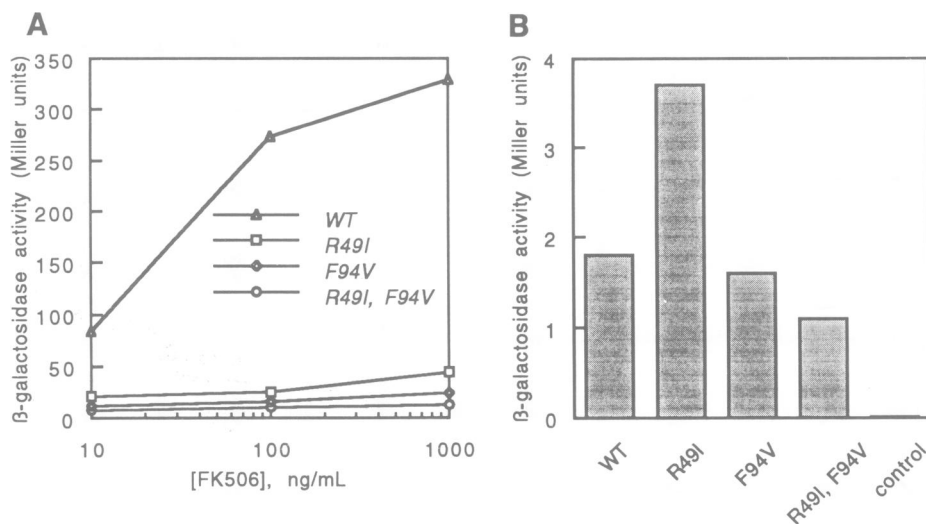 A
β-galactosidase activity (Miller units)
350
300
250
200
150
100
50
0
10
100
1000
[FK506], ng/mL
WT
R49I
F94V
R49I, F94V
B
β-galactosidase activity (Miller units)
4
3
2
1
0
WT
R49I
F94V
R49I, F94V
control